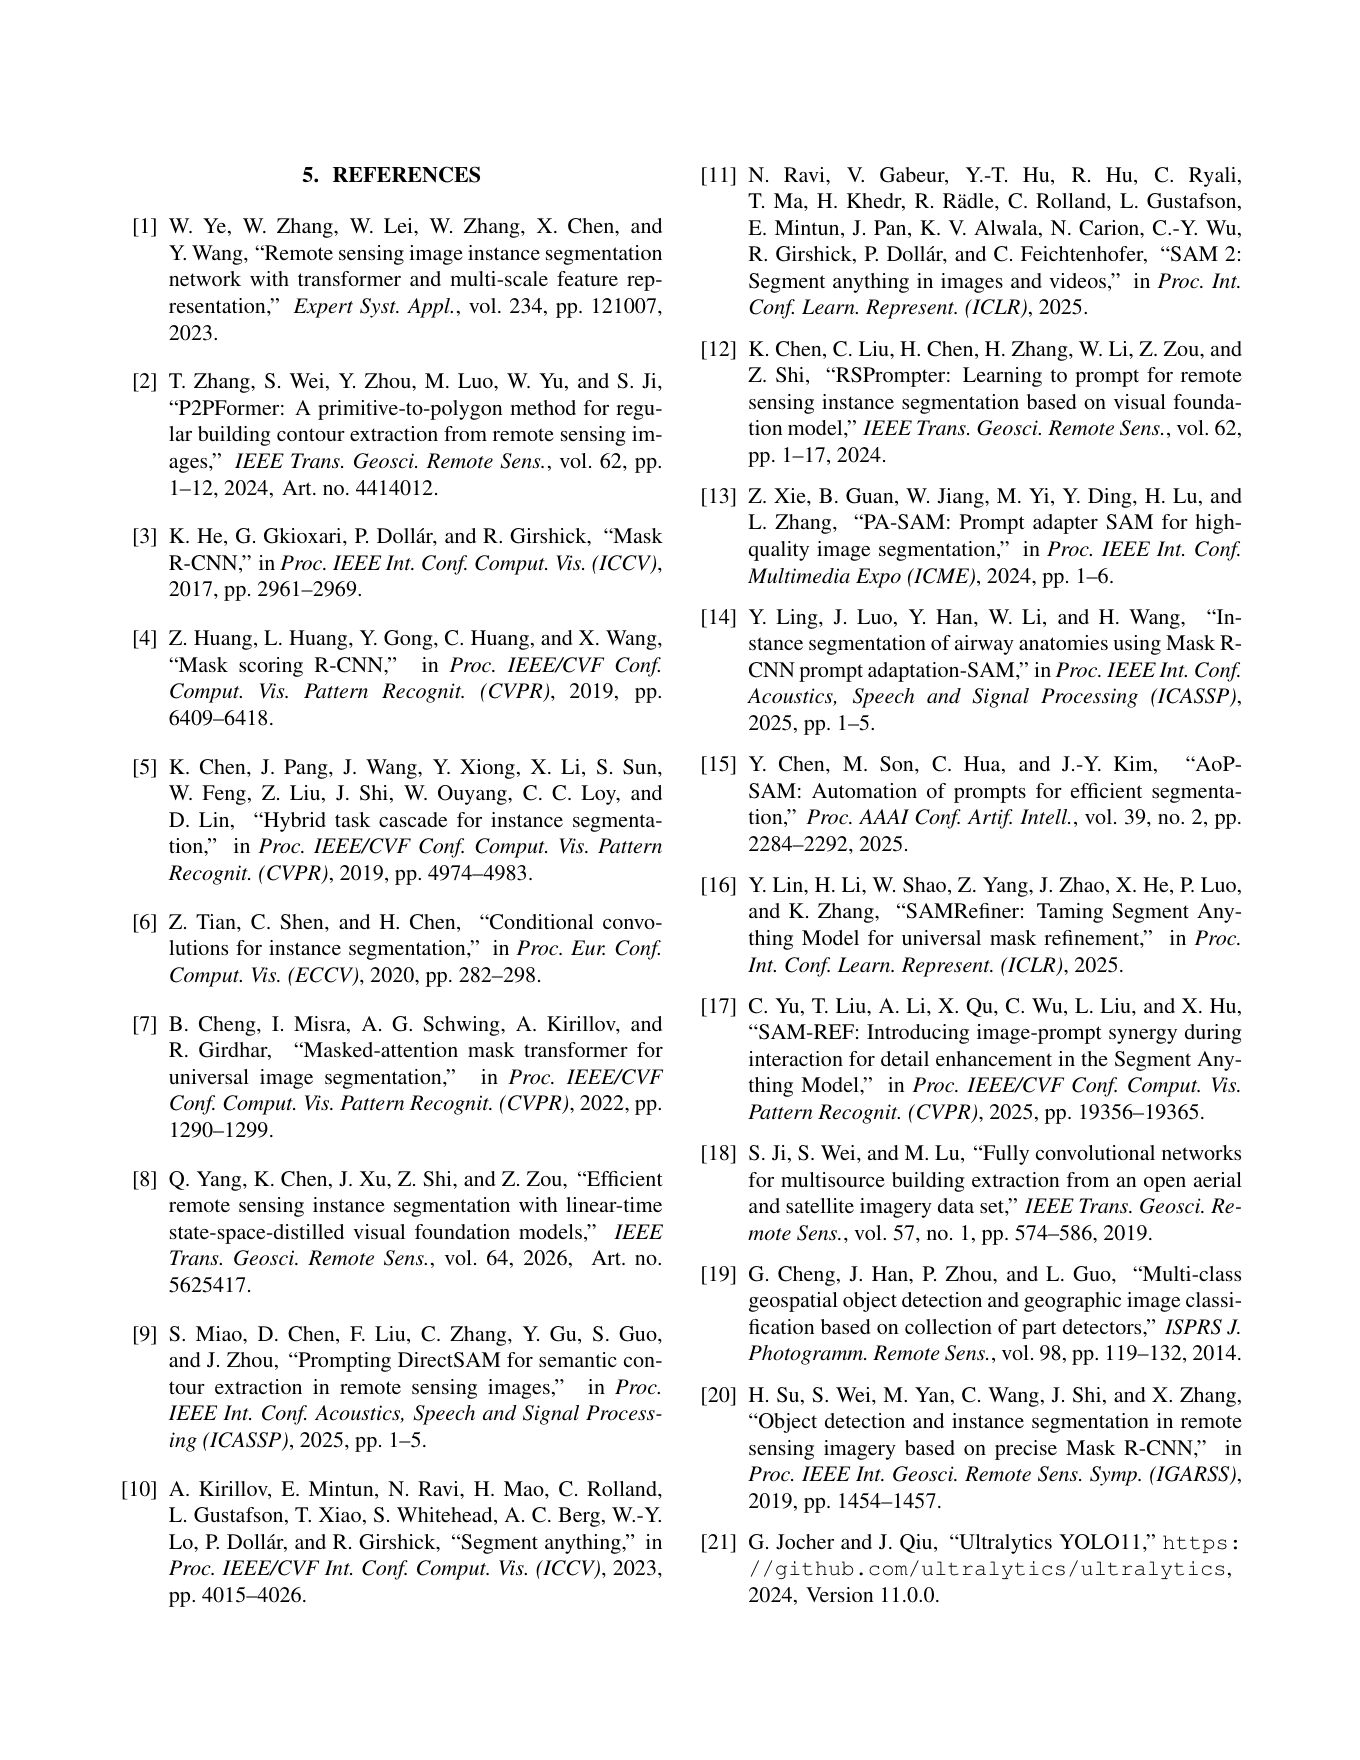 5. REFERENCES
[1] W. Ye, W. Zhang, W. Lei, W. Zhang, X. Chen, and
Y. Wang, “Remote sensing image instance segmentation
network with transformer and multi-scale feature rep-
resentation,” Expert Syst. Appl., vol. 234, pp. 121007,
2023.
[2] T. Zhang, S. Wei, Y. Zhou, M. Luo, W. Yu, and S. Ji,
“P2PFormer: A primitive-to-polygon method for regu-
lar building contour extraction from remote sensing im-
ages,” IEEE Trans. Geosci. Remote Sens., vol. 62, pp.
1–12, 2024, Art. no. 4414012.
[3] K. He, G. Gkioxari, P. Dollár, and R. Girshick, “Mask
R-CNN,” in Proc. IEEE Int. Conf. Comput. Vis. (ICCV),
2017, pp. 2961–2969.
[4] Z. Huang, L. Huang, Y. Gong, C. Huang, and X. Wang,
“Mask scoring R-CNN,” in Proc. IEEE/CVF Conf.
Comput. Vis. Pattern Recognit. (CVPR), 2019, pp.
6409–6418.
[5] K. Chen, J. Pang, J. Wang, Y. Xiong, X. Li, S. Sun,
W. Feng, Z. Liu, J. Shi, W. Ouyang, C. C. Loy, and
D. Lin, “Hybrid task cascade for instance segmenta-
tion,” in Proc. IEEE/CVF Conf. Comput. Vis. Pattern
Recognit. (CVPR), 2019, pp. 4974–4983.
[6] Z. Tian, C. Shen, and H. Chen, “Conditional convo-
lutions for instance segmentation,” in Proc. Eur. Conf.
Comput. Vis. (ECCV), 2020, pp. 282–298.
[7] B. Cheng, I. Misra, A. G. Schwing, A. Kirillov, and
R. Girdhar, “Masked-attention mask transformer for
universal image segmentation,” in Proc. IEEE/CVF
Conf. Comput. Vis. Pattern Recognit. (CVPR), 2022, pp.
1290–1299.
[8] Q. Yang, K. Chen, J. Xu, Z. Shi, and Z. Zou, “Efficient
remote sensing instance segmentation with linear-time
state-space-distilled visual foundation models,” IEEE
Trans. Geosci. Remote Sens., vol. 64, 2026, Art. no.
5625417.
[9] S. Miao, D. Chen, F. Liu, C. Zhang, Y. Gu, S. Guo,
and J. Zhou, “Prompting DirectSAM for semantic con-
tour extraction in remote sensing images,” in Proc.
IEEE Int. Conf. Acoustics, Speech and Signal Process-
ing (ICASSP), 2025, pp. 1–5.
[10] A. Kirillov, E. Mintun, N. Ravi, H. Mao, C. Rolland,
L. Gustafson, T. Xiao, S. Whitehead, A. C. Berg, W.-Y.
Lo, P. Dollár, and R. Girshick, “Segment anything,” in
Proc. IEEE/CVF Int. Conf. Comput. Vis. (ICCV), 2023,
pp. 4015–4026.
[11] N. Ravi, V. Gabeur, Y.-T. Hu, R. Hu, C. Ryali,
T. Ma, H. Khedr, R. Rädle, C. Rolland, L. Gustafson,
E. Mintun, J. Pan, K. V. Alwala, N. Carion, C.-Y. Wu,
R. Girshick, P. Dollár, and C. Feichtenhofer, “SAM 2:
Segment anything in images and videos,” in Proc. Int.
Conf. Learn. Represent. (ICLR), 2025.
[12] K. Chen, C. Liu, H. Chen, H. Zhang, W. Li, Z. Zou, and
Z. Shi, “RSPrompter: Learning to prompt for remote
sensing instance segmentation based on visual founda-
tion model,” IEEE Trans. Geosci. Remote Sens., vol. 62,
pp. 1–17, 2024.
[13] Z. Xie, B. Guan, W. Jiang, M. Yi, Y. Ding, H. Lu, and
L. Zhang, “PA-SAM: Prompt adapter SAM for high-
quality image segmentation,” in Proc. IEEE Int. Conf.
Multimedia Expo (ICME), 2024, pp. 1–6.
[14] Y. Ling, J. Luo, Y. Han, W. Li, and H. Wang, “In-
stance segmentation of airway anatomies using Mask R-
CNN prompt adaptation-SAM,” in Proc. IEEE Int. Conf.
Acoustics, Speech and Signal Processing (ICASSP),
2025, pp. 1–5.
[15] Y. Chen, M. Son, C. Hua, and J.-Y. Kim, “AoP-
SAM: Automation of prompts for efficient segmenta-
tion,” Proc. AAAI Conf. Artif. Intell., vol. 39, no. 2, pp.
2284–2292, 2025.
[16] Y. Lin, H. Li, W. Shao, Z. Yang, J. Zhao, X. He, P. Luo,
and K. Zhang, “SAMRefiner: Taming Segment Any-
thing Model for universal mask refinement,” in Proc.
Int. Conf. Learn. Represent. (ICLR), 2025.
[17] C. Yu, T. Liu, A. Li, X. Qu, C. Wu, L. Liu, and X. Hu,
“SAM-REF: Introducing image-prompt synergy during
interaction for detail enhancement in the Segment Any-
thing Model,” in Proc. IEEE/CVF Conf. Comput. Vis.
Pattern Recognit. (CVPR), 2025, pp. 19356–19365.
[18] S. Ji, S. Wei, and M. Lu, “Fully convolutional networks
for multisource building extraction from an open aerial
and satellite imagery data set,” IEEE Trans. Geosci. Re-
mote Sens., vol. 57, no. 1, pp. 574–586, 2019.
[19] G. Cheng, J. Han, P. Zhou, and L. Guo, “Multi-class
geospatial object detection and geographic image classi-
fication based on collection of part detectors,” ISPRS J.
Photogramm. Remote Sens., vol. 98, pp. 119–132, 2014.
[20] H. Su, S. Wei, M. Yan, C. Wang, J. Shi, and X. Zhang,
“Object detection and instance segmentation in remote
sensing imagery based on precise Mask R-CNN,” in
Proc. IEEE Int. Geosci. Remote Sens. Symp. (IGARSS),
2019, pp. 1454–1457.
[21] G. Jocher and J. Qiu, “Ultralytics YOLO11,” https:
//github.com/ultralytics/ultralytics,
2024, Version 11.0.0.